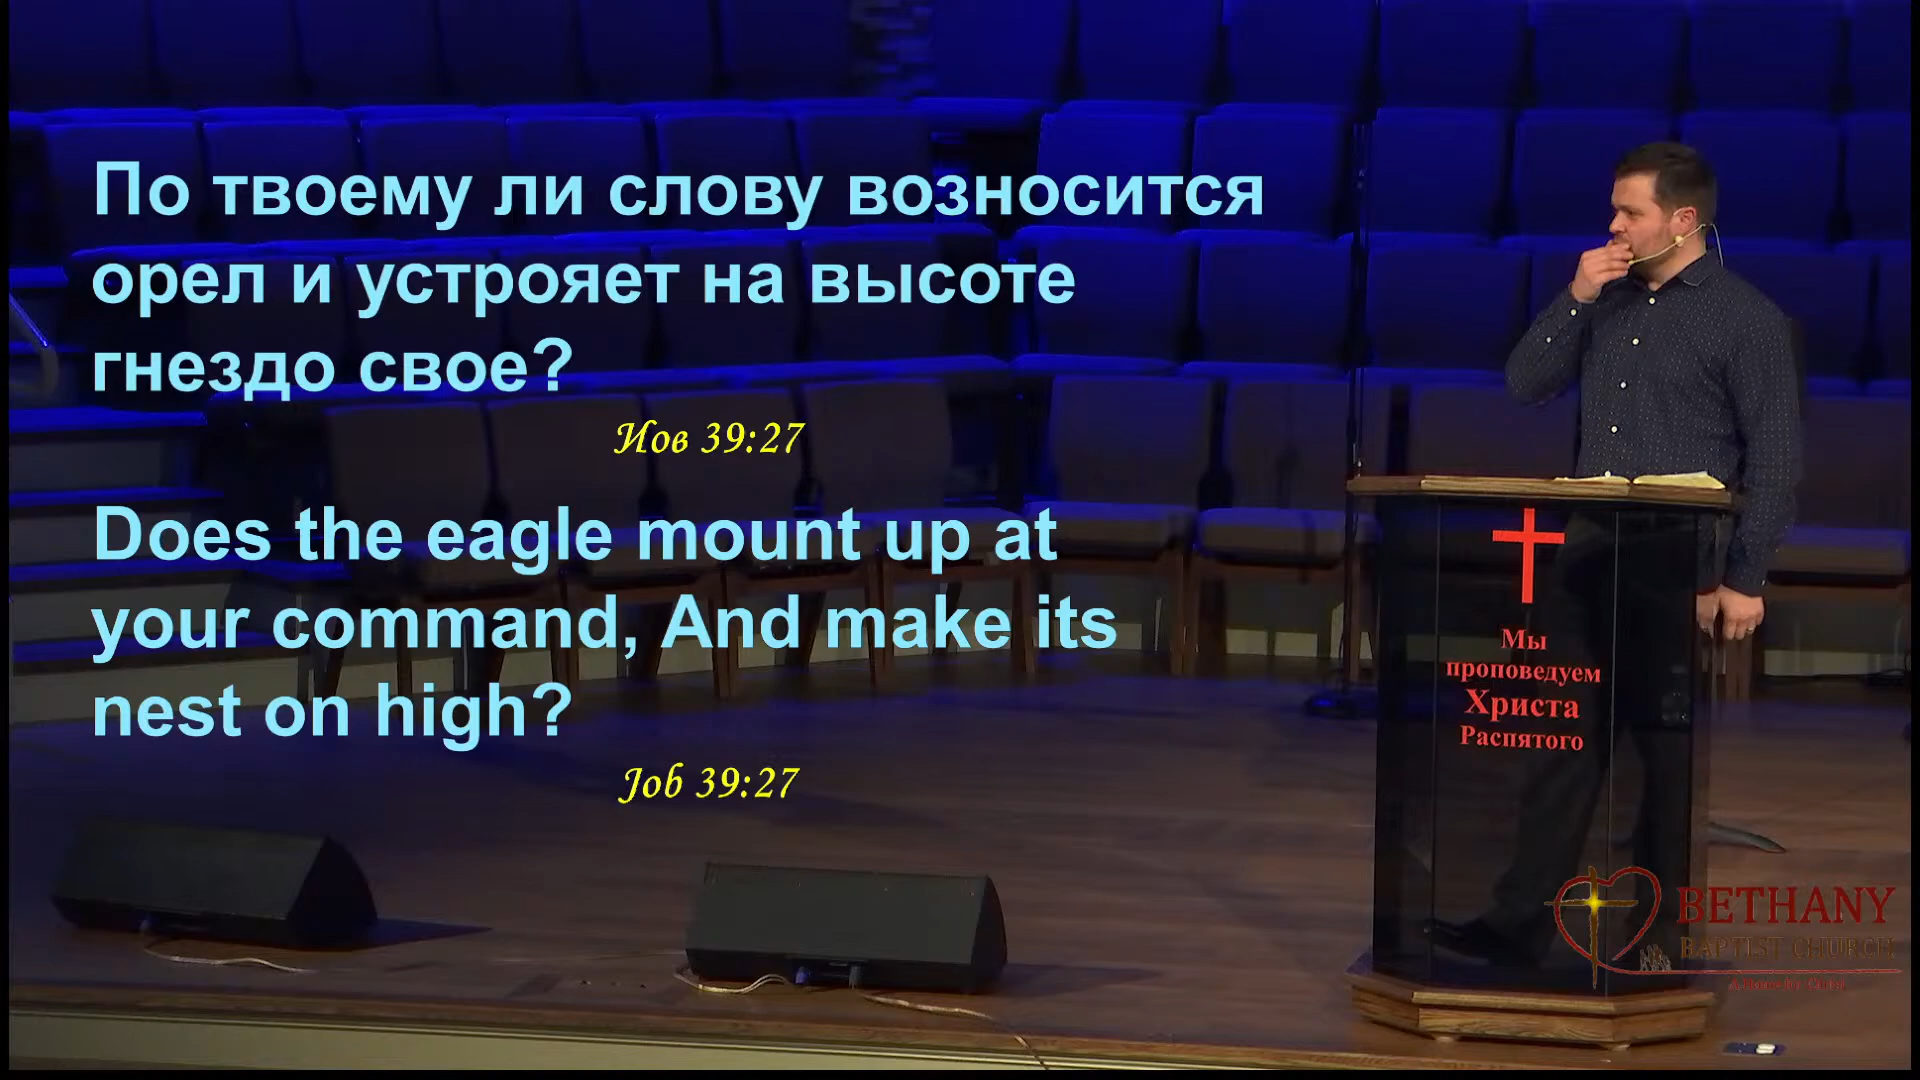 По твоему ли слову возносится
орел и устрояет на высоте
гнездо свое?
Иов 39:27
Does the eagle mount up at
your command, And make its
nest on high?
Job 39:27
Мы
проповедуем
Христа
Распятого
BETHANY
BAPTIST CHURCH